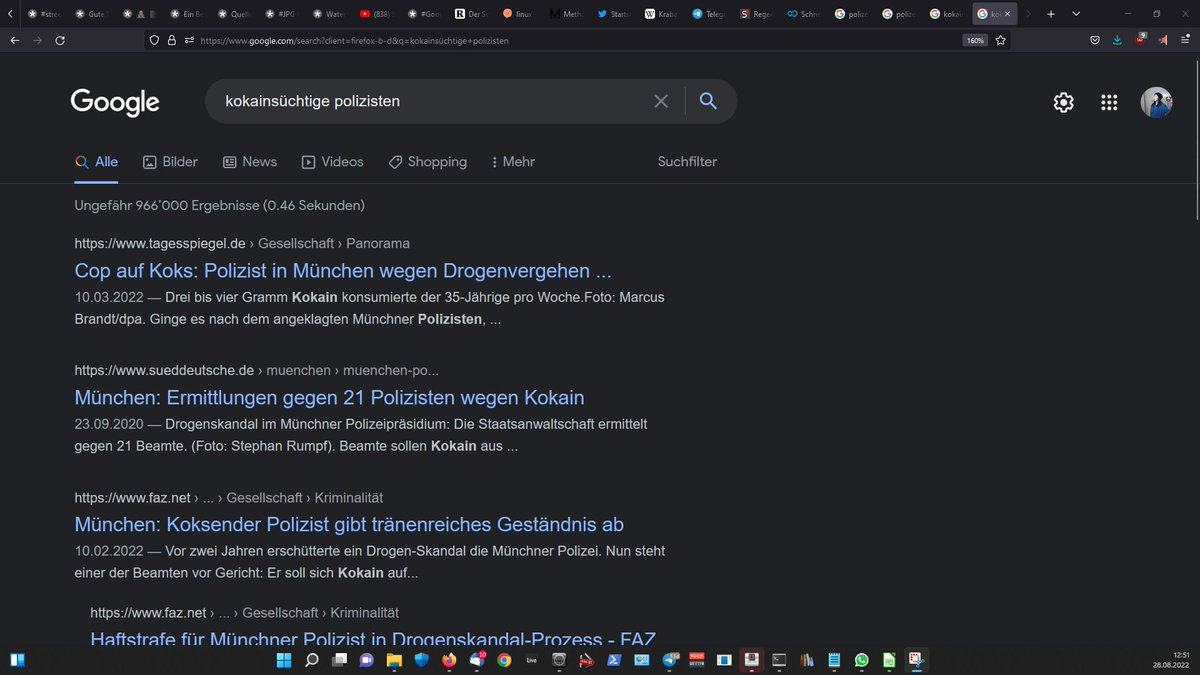 #stree
Gute
Ein Be
Quell
#JPG
Water
(838)
#Goo
Der S
linux
Meth
Starts
Kraba
Telegr
Rege
Schne
polize
polize
kokain
kok
https://www.google.com/search?client=firefox-b-d&q=kokainsüchtige+polizisten
160%
9
Google
kokainsüchtige polizisten
Alle
Bilder
News
Videos
Shopping
Mehr
Suchfilter
Ungefähr 966’000 Ergebnisse (0.46 Sekunden)
https://www.tagesspiegel.de › Gesellschaft › Panorama
Cop auf Koks: Polizist in München wegen Drogenvergehen ...
10.03.2022 — Drei bis vier Gramm Kokain konsumierte der 35-Jährige pro Woche.Foto: Marcus
Brandt/dpa. Ginge es nach dem angeklagten Münchner Polizisten, ...
https://www.sueddeutsche.de › muenchen › muenchen-po...
München: Ermittlungen gegen 21 Polizisten wegen Kokain
23.09.2020 — Drogenskandal im Münchner Polizeipräsidium: Die Staatsanwaltschaft ermittelt
gegen 21 Beamte. (Foto: Stephan Rumpf). Beamte sollen Kokain aus ...
https://www.faz.net › ... › Gesellschaft › Kriminalität
München: Koksender Polizist gibt tränenreiches Geständnis ab
10.02.2022 — Vor zwei Jahren erschütterte ein Drogen-Skandal die Münchner Polizei. Nun steht
einer der Beamten vor Gericht: Er soll sich Kokain auf...
https://www.faz.net › ... › Gesellschaft › Kriminalität
Haftstrafe für Münchner Polizist in Drogenskandal-Prozess - FAZ
Live
12:51
28.08.2022